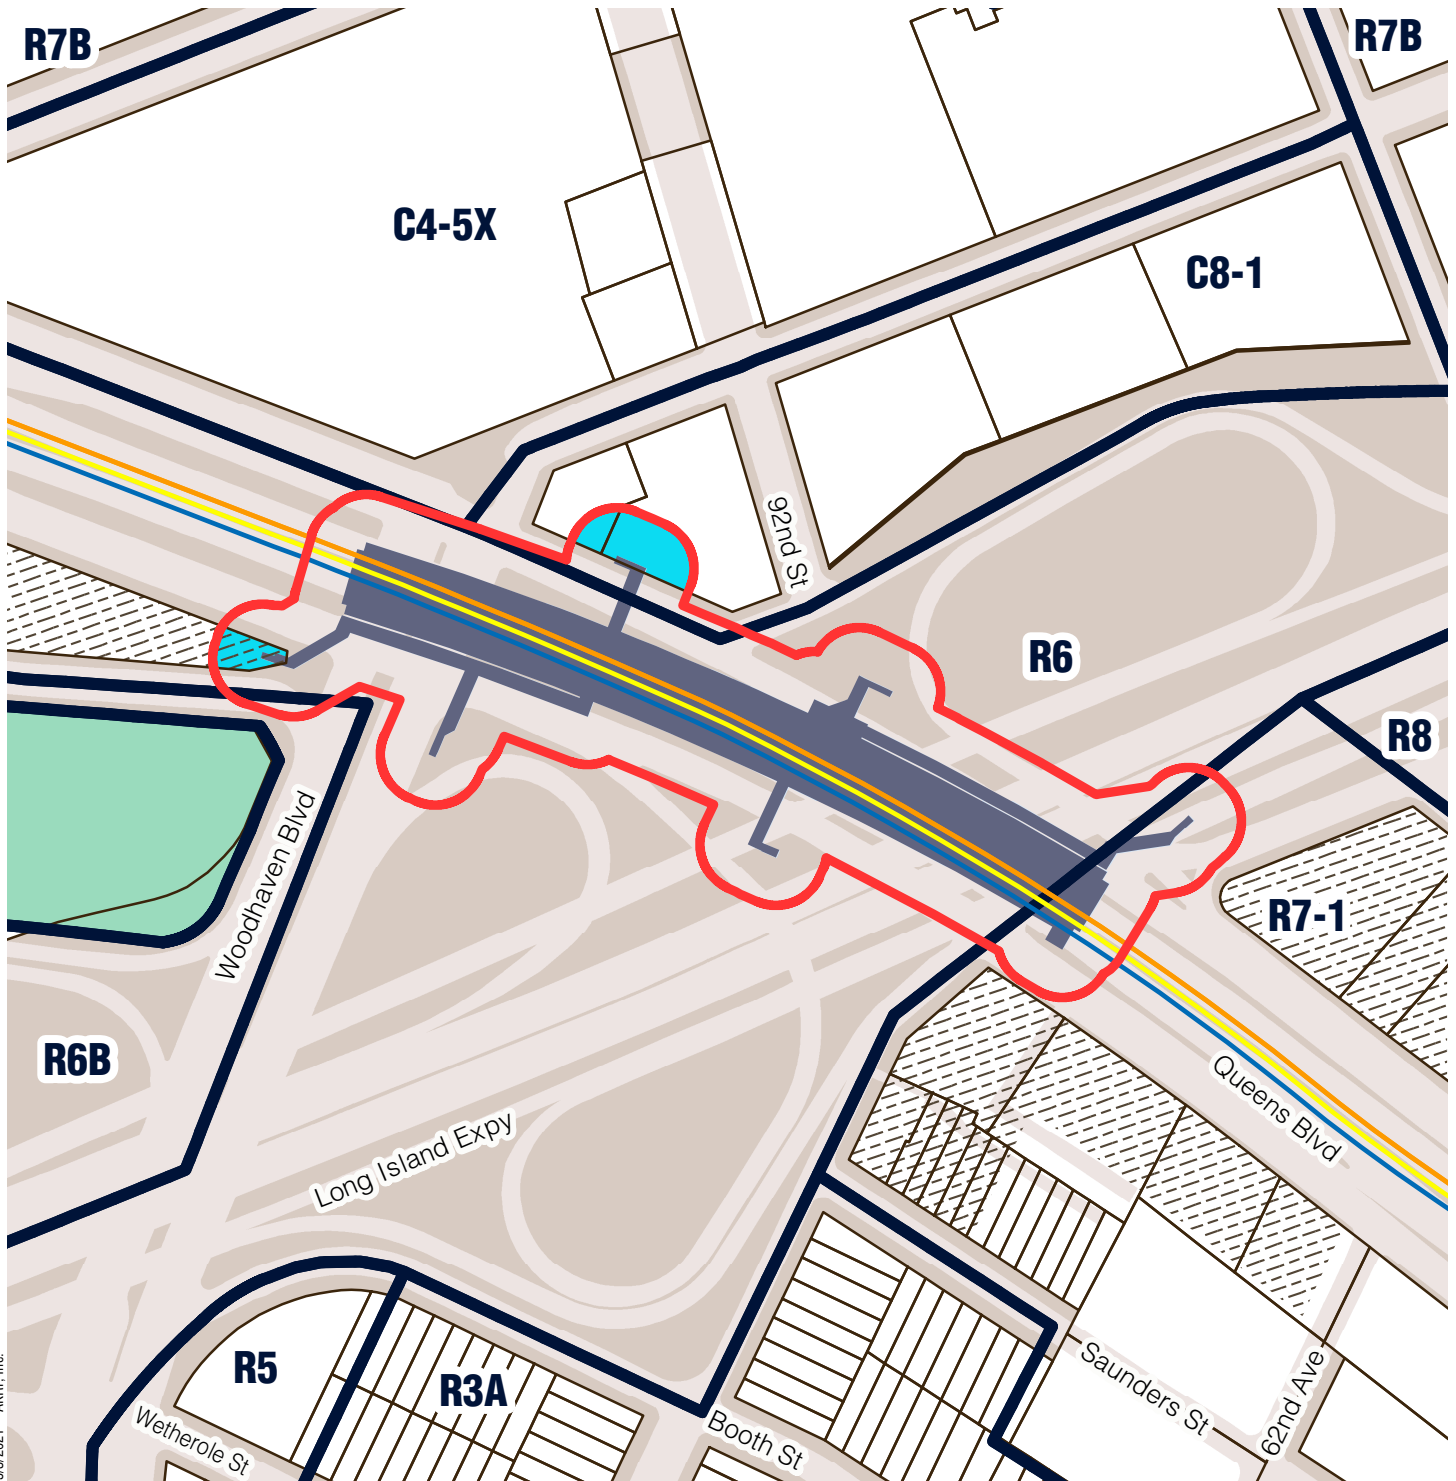 R7B
R7B
C4-5X
C8-1
92nd St
R6
R8
Woodhaven Blvd
R7-1
R6B
Queens Blvd
Long Island Expy
R5
R3A
Saunders St
62nd Ave
Wetherole St
Booth St